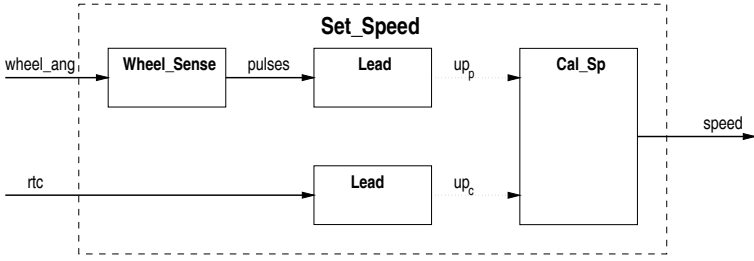 Set_Speed
wheel_ang
Wheel_Sense
pulses
Lead
up_p
Cal_Sp
speed
rtc
Lead
up_c